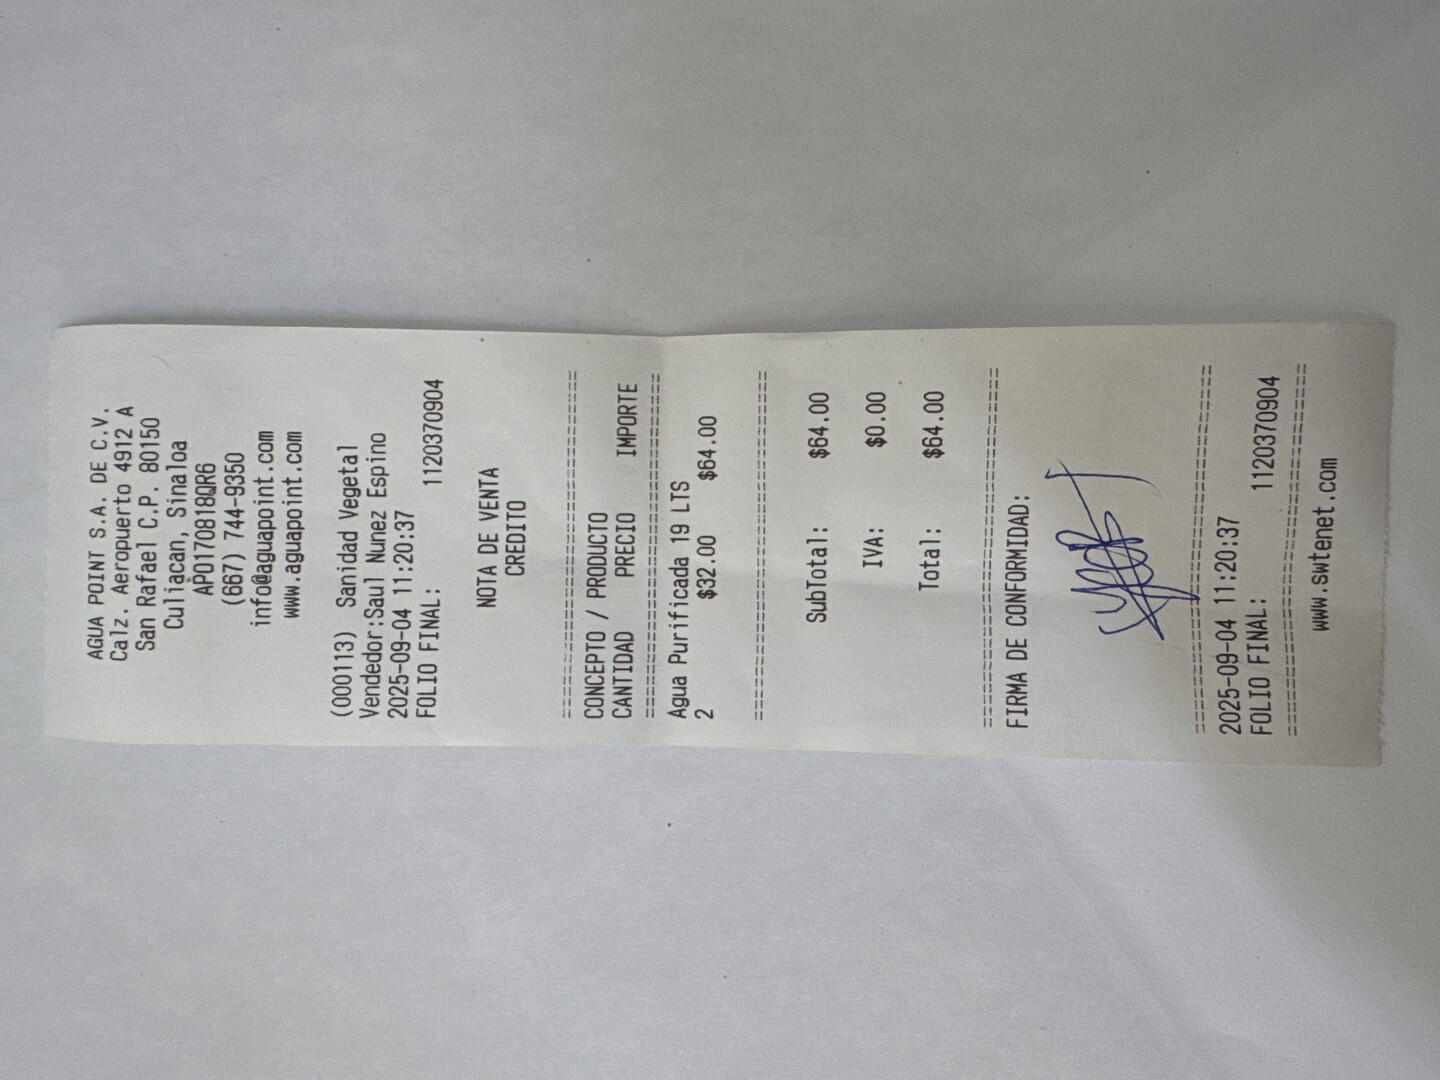 AGUA POINT S.A. DE C.V.
Calz. Aeropuerto 4912 A
San Rafael C.P. 80150
Culiacan, Sinaloa
APO170818QR6
(667) 744-9350
info@aguapoint.com
www.aguapoint.com
(000113) Sanidad Vegetal
Vendedor:Saul Nunez Espino
2025-09-04 11:20:37
FOLIO FINAL: 1120370904
NOTA DE VENTA
CREDITO
CONCEPTO / PRODUCTO
CANTIDAD PRECIO IMPORTE
Agua Purificada 19 LTS
2 $32.00 $64.00
SubTotal: $64.00
IVA: $0.00
Total: $64.00
FIRMA DE CONFORMIDAD:
2025-09-04 11:20:37
FOLIO FINAL: 1120370904
www.swtenet.com